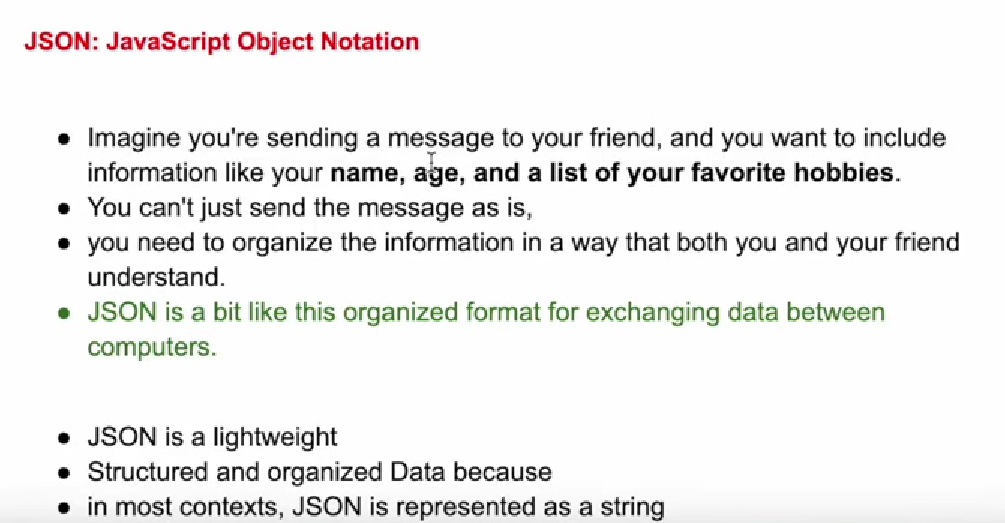 JSON: JavaScript Object Notation
● Imagine you're sending a message to your friend, and you want to include
information like your name, age, and a list of your favorite hobbies.
● You can't just send the message as is,
● you need to organize the information in a way that both you and your friend
understand.
● JSON is a bit like this organized format for exchanging data between
computers.
● JSON is a lightweight
● Structured and organized Data because
● in most contexts, JSON is represented as a string